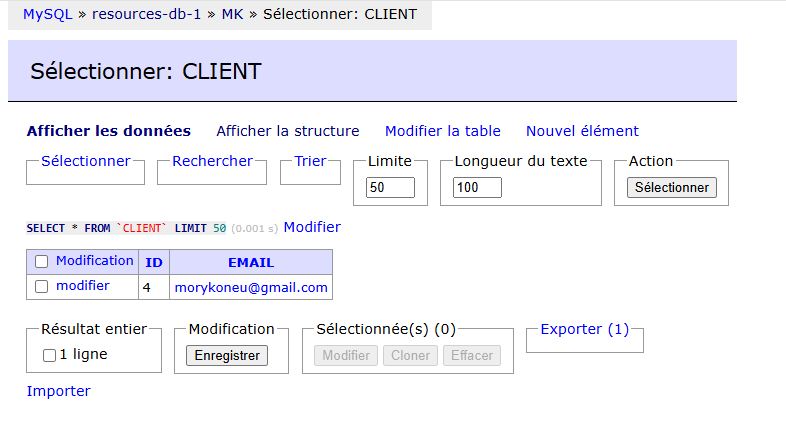 MySQL » resources-db-1 » MK » Sélectionner: CLIENT
Sélectionner: CLIENT
Afficher les données Afficher la structure Modifier la table Nouvel élément
Sélectionner Rechercher Trier Limite Longueur du texte Action
50 100 Sélectionner
SELECT * FROM `CLIENT` LIMIT 50 (0.001 s) Modifier
Modification ID EMAIL
modifier 4 morykoneu@gmail.com
Résultat entier Modification Sélectionnée(s) (0) Exporter (1)
1 ligne Enregistrer Modifier Cloner Effacer
Importer